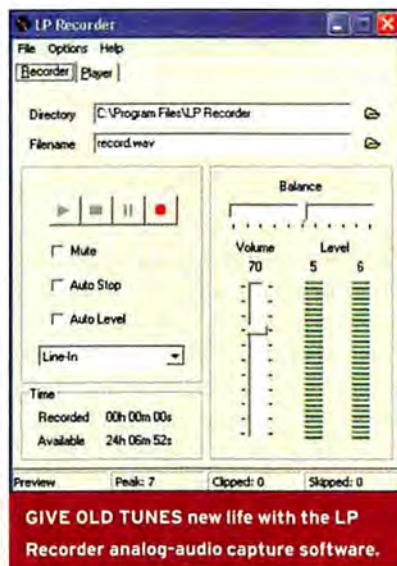 LP Recorder
File Options Help
Recorder Player
Directory C:\Program Files\LP Recorder
Filename record.wav
Balance
Mute
Auto Stop
Auto Level
Line-In
Volume Level
70 5 6
Time
Recorded 00h 00m 00s
Available 24h 06m 52s
Preview Peak: 7 Clipped: 0 Skipped: 0
GIVE OLD TUNES new life with the LP
Recorder analog-audio capture software.